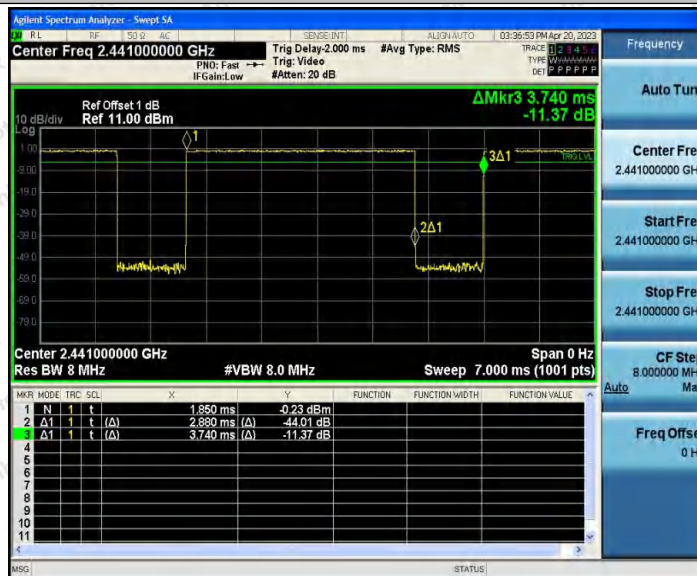 Agilent Spectrum Analyzer - Swept SA
RL RF 50 Ω AC SENSE:INT ALIGN AUTO 03:36:53 PM Apr 20, 2023
Center Freq 2.441000000 GHz
Trig Delay-2.000 ms #Avg Type: RMS
TRACE 1 2 3 4 5 6
PNO: Fast Trig: Video
TYPE W
IFGain:Low #Atten: 20 dB
DET P P P P P P
ΔMkr3 3.740 ms
-11.37 dB
Ref Offset 1 dB
10 dB/div Ref 11.00 dBm
Log
1.00
-9.00
-19.0
-29.0
-39.0
-49.0
-59.0
-69.0
-79.0
1
3Δ1
TRIG LVL
2Δ1
Center 2.441000000 GHz Span 0 Hz
Res BW 8 MHz #VBW 8.0 MHz Sweep 7.000 ms (1001 pts)
MKR MODE TRC SCL X Y FUNCTION FUNCTION WIDTH FUNCTION VALUE
1 N 1 t 1.850 ms -0.23 dBm
2 Δ1 1 t (Δ) 2.880 ms (Δ) -44.01 dB
3 Δ1 1 t (Δ) 3.740 ms (Δ) -11.37 dB
4
5
6
7
8
9
10
11
MSG STATUS
Frequency
Auto Tun
Center Fre
2.441000000 GH
Start Fre
2.441000000 GH
Stop Fre
2.441000000 GH
CF Ste
8.000000 MH
Auto Ma
Freq Offse
0 H